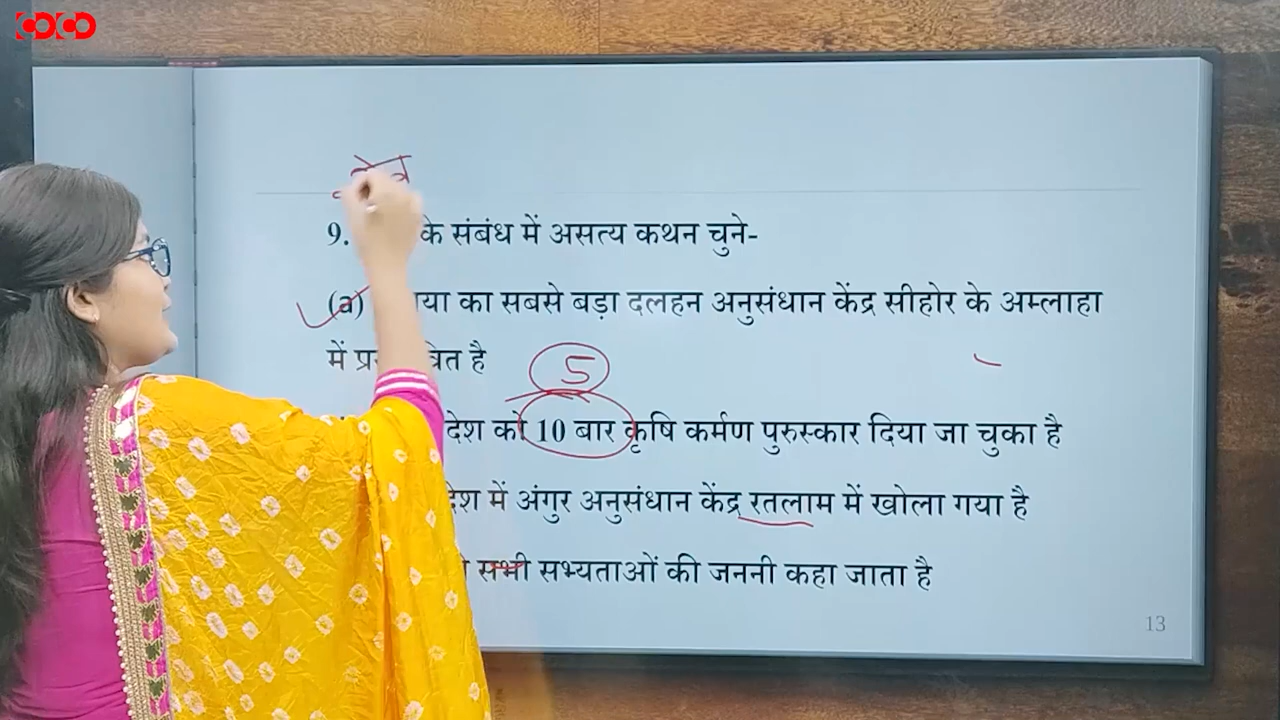 COCO
9. के संबंध में असत्य कथन चुने-
(a) का सबसे बड़ा दलहन अनुसंधान केंद्र सीहोर के अम्लाहा
में है
5
को 10 बार कृषि कर्मण पुरुस्कार दिया जा चुका है
में अंगुर अनुसंधान केंद्र रतलाम में खोला गया है
सभी सभ्यताओं की जननी कहा जाता है
13